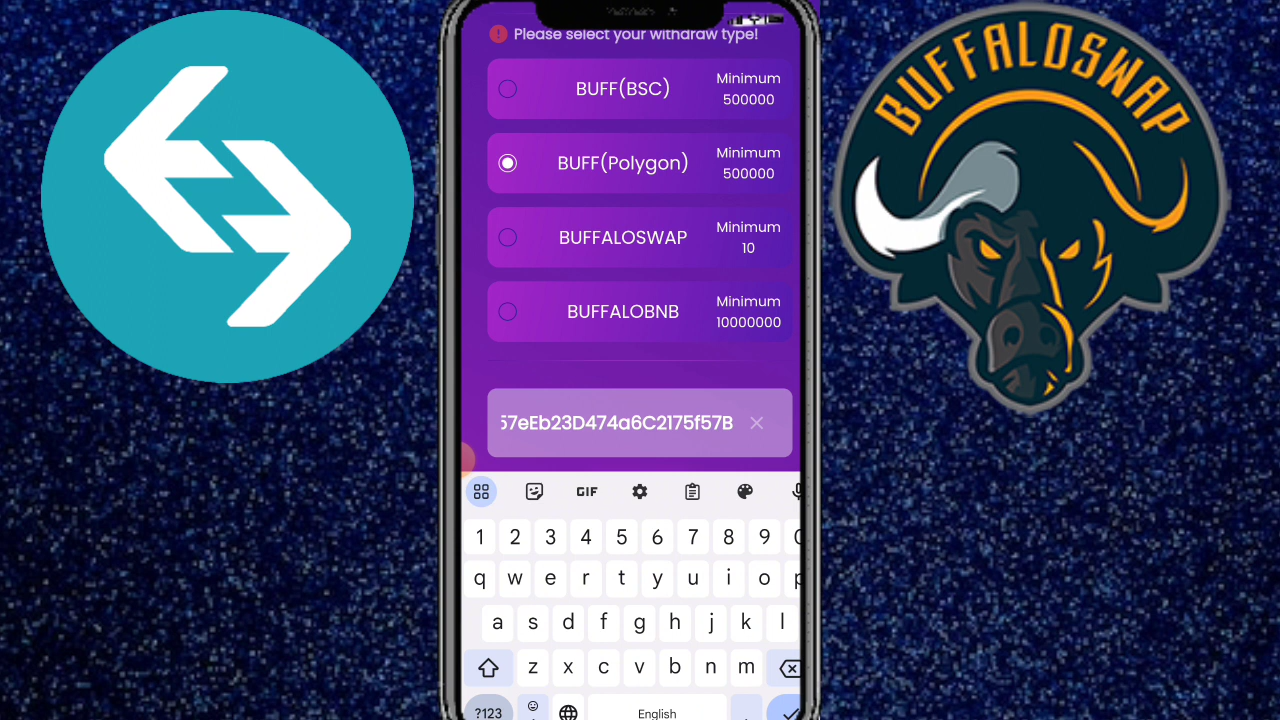 BUFFALOSWAP
Please select your withdraw type!
BUFF(BSC)
Minimum
500000
BUFF(Polygon)
Minimum
500000
BUFFALOSWAP
Minimum
10
BUFFALOBNB
Minimum
10000000
57eEb23D474a6C2175f57B
GIF
1 2 3 4 5 6 7 8 9 0
q w e r t y u i o p
a s d f g h j k l
z x c v b n m
?123 English